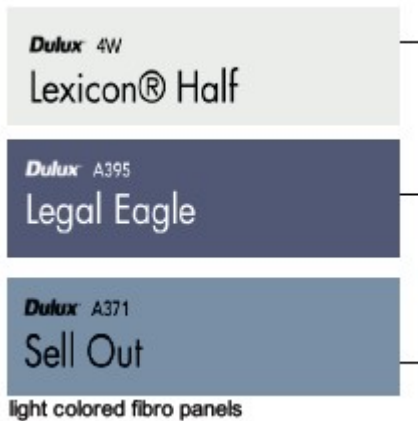 Dulux 4W
Lexicon® Half
Dulux A395
Legal Eagle
Dulux A371
Sell Out
light colored fibro panels